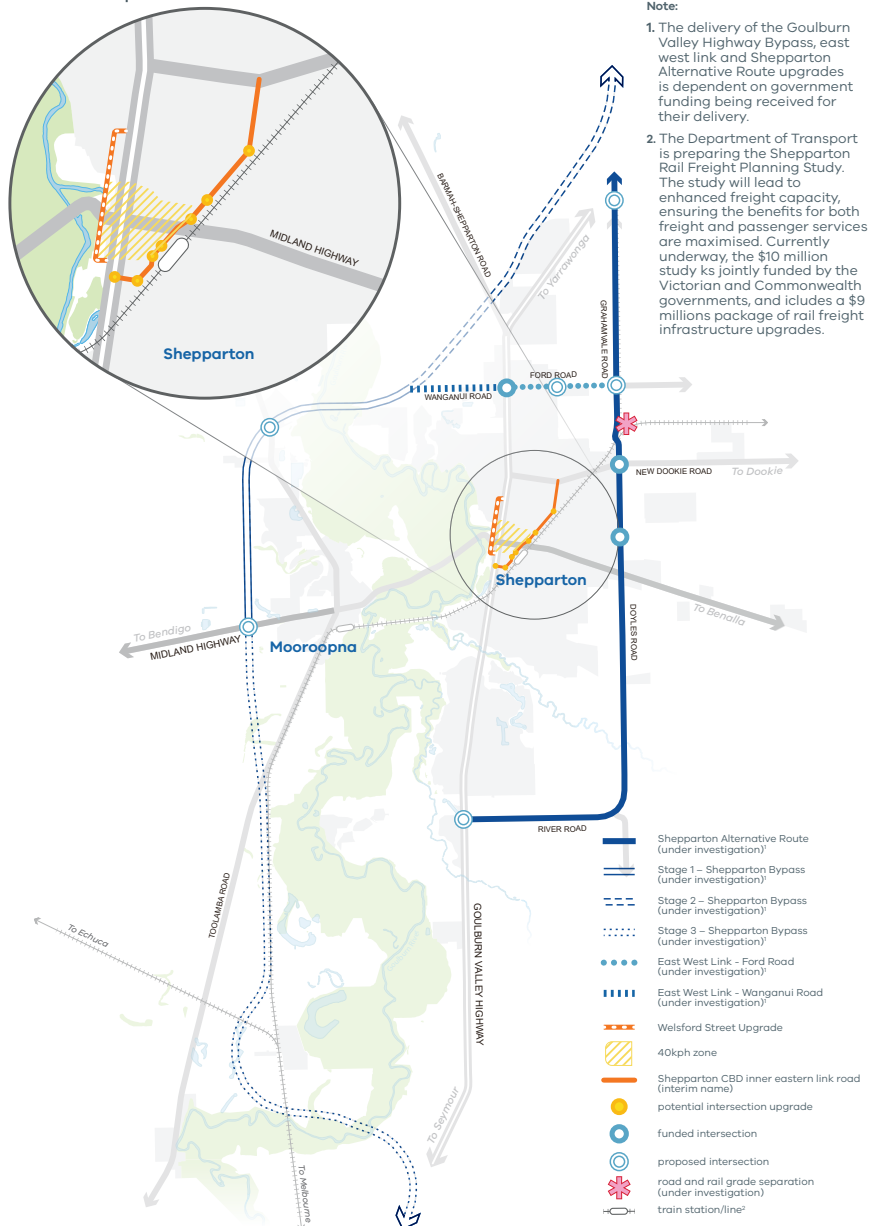 Note:
1. The delivery of the Goulburn
Valley Highway Bypass, east
west link and Shepparton
Alternative Route upgrades
is dependent on government
funding being received for
their delivery.
2. The Department of Transport
is preparing the Shepparton
Rail Freight Planning Study.
The study will lead to
enhanced freight capacity,
ensuring the benefits for both
freight and passenger services
are maximised. Currently
underway, the $10 million
study ks jointly funded by the
Victorian and Commonwealth
governments, and icludes a $9
millions package of rail freight
infrastructure upgrades.
MIDLAND HIGHWAY
Shepparton
BARMAH-SHEPPARTON ROAD
To Yarrawonga
GRAHAMVALE ROAD
FORD ROAD
WANGANUI ROAD
NEW DOOKIE ROAD
To Dookie
Shepparton
To Benalla
DOYLES ROAD
To Bendigo
MIDLAND HIGHWAY
Mooroopna
RIVER ROAD
TOOLAMBA ROAD
To Echuca
GOULBURN VALLEY HIGHWAY
To Seymour
To Melbourne
Shepparton Alternative Route
(under investigation)¹
Stage 1 – Shepparton Bypass
(under investigation)¹
Stage 2 – Shepparton Bypass
(under investigation)¹
Stage 3 – Shepparton Bypass
(under investigation)¹
East West Link - Ford Road
(under investigation)¹
East West Link - Wanganui Road
(under investigation)¹
Welsford Street Upgrade
40kph zone
Shepparton CBD inner eastern link road
(interim name)
potential intersection upgrade
funded intersection
proposed intersection
road and rail grade separation
(under investigation)
train station/line²